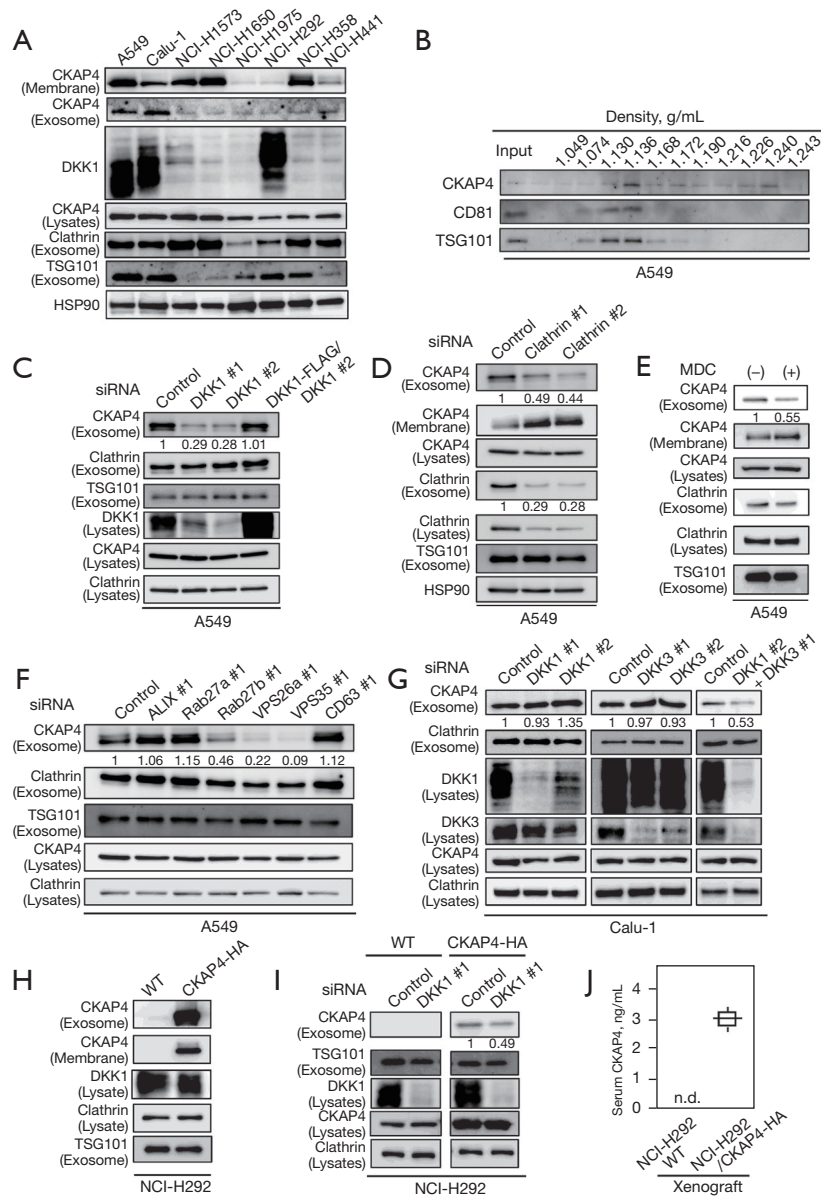 A
A549
Calu-1
NCI-H1573
NCI-H1650
NCI-H1975
NCI-H292
NCI-H358
NCI-H441
CKAP4
(Membrane)
CKAP4
(Exosome)
DKK1
CKAP4
(Lysates)
Clathrin
(Exosome)
TSG101
(Exosome)
HSP90
B
Density, g/mL
Input
1.049
1.074
1.130
1.136
1.168
1.172
1.190
1.216
1.226
1.240
1.243
CKAP4
CD81
TSG101
A549
C
siRNA
Control
DKK1 #1
DKK1 #2
DKK1-FLAG/
DKK1 #2
CKAP4
(Exosome)
1 0.29 0.28 1.01
Clathrin
(Exosome)
TSG101
(Exosome)
DKK1
(Lysates)
CKAP4
(Lysates)
Clathrin
(Lysates)
A549
D
siRNA
Control
Clathrin #1
Clathrin #2
CKAP4
(Exosome)
1 0.49 0.44
CKAP4
(Membrane)
CKAP4
(Lysates)
Clathrin
(Exosome)
1 0.29 0.28
Clathrin
(Lysates)
TSG101
(Exosome)
HSP90
A549
E
MDC (−) (+)
CKAP4
(Exosome)
1 0.55
CKAP4
(Membrane)
CKAP4
(Lysates)
Clathrin
(Exosome)
Clathrin
(Lysates)
TSG101
(Exosome)
A549
F
siRNA
Control
ALIX #1
Rab27a #1
Rab27b #1
VPS26a #1
VPS35 #1
CD63 #1
CKAP4
(Exosome)
1 1.06 1.15 0.46 0.22 0.09 1.12
Clathrin
(Exosome)
TSG101
(Exosome)
CKAP4
(Lysates)
Clathrin
(Lysates)
A549
G
siRNA
Control
DKK1 #1
DKK1 #2
Control
DKK3 #1
DKK3 #2
Control
DKK1 #2
+ DKK3 #1
CKAP4
(Exosome)
1 0.93 1.35 1 0.97 0.93 1 0.53
Clathrin
(Exosome)
DKK1
(Lysates)
DKK3
(Lysates)
CKAP4
(Lysates)
Clathrin
(Lysates)
Calu-1
H
WT
CKAP4-HA
CKAP4
(Exosome)
CKAP4
(Membrane)
DKK1
(Lysate)
Clathrin
(Lysate)
TSG101
(Exosome)
NCI-H292
I
WT CKAP4-HA
siRNA
Control
DKK1 #1
Control
DKK1 #1
CKAP4
(Exosome)
1 0.49
TSG101
(Exosome)
DKK1
(Lysates)
CKAP4
(Lysates)
Clathrin
(Lysates)
NCI-H292
J
Serum CKAP4, ng/mL
4
3
2
1
0
n.d.
NCI-H292
WT
NCI-H292
/CKAP4-HA
Xenograft